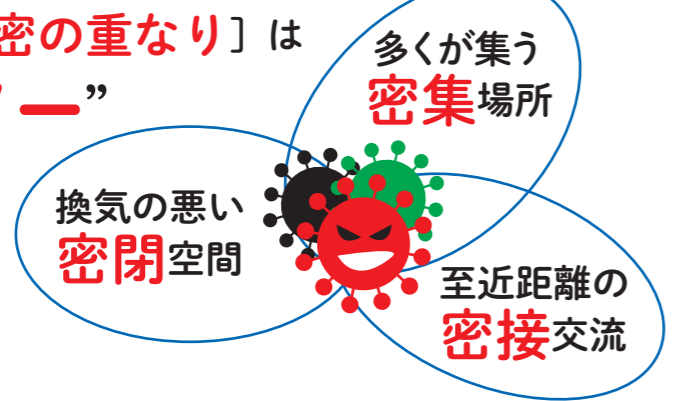 密の重なり］は
ー”
多くが集う
密集場所
換気の悪い
密閉空間
至近距離の
密接交流